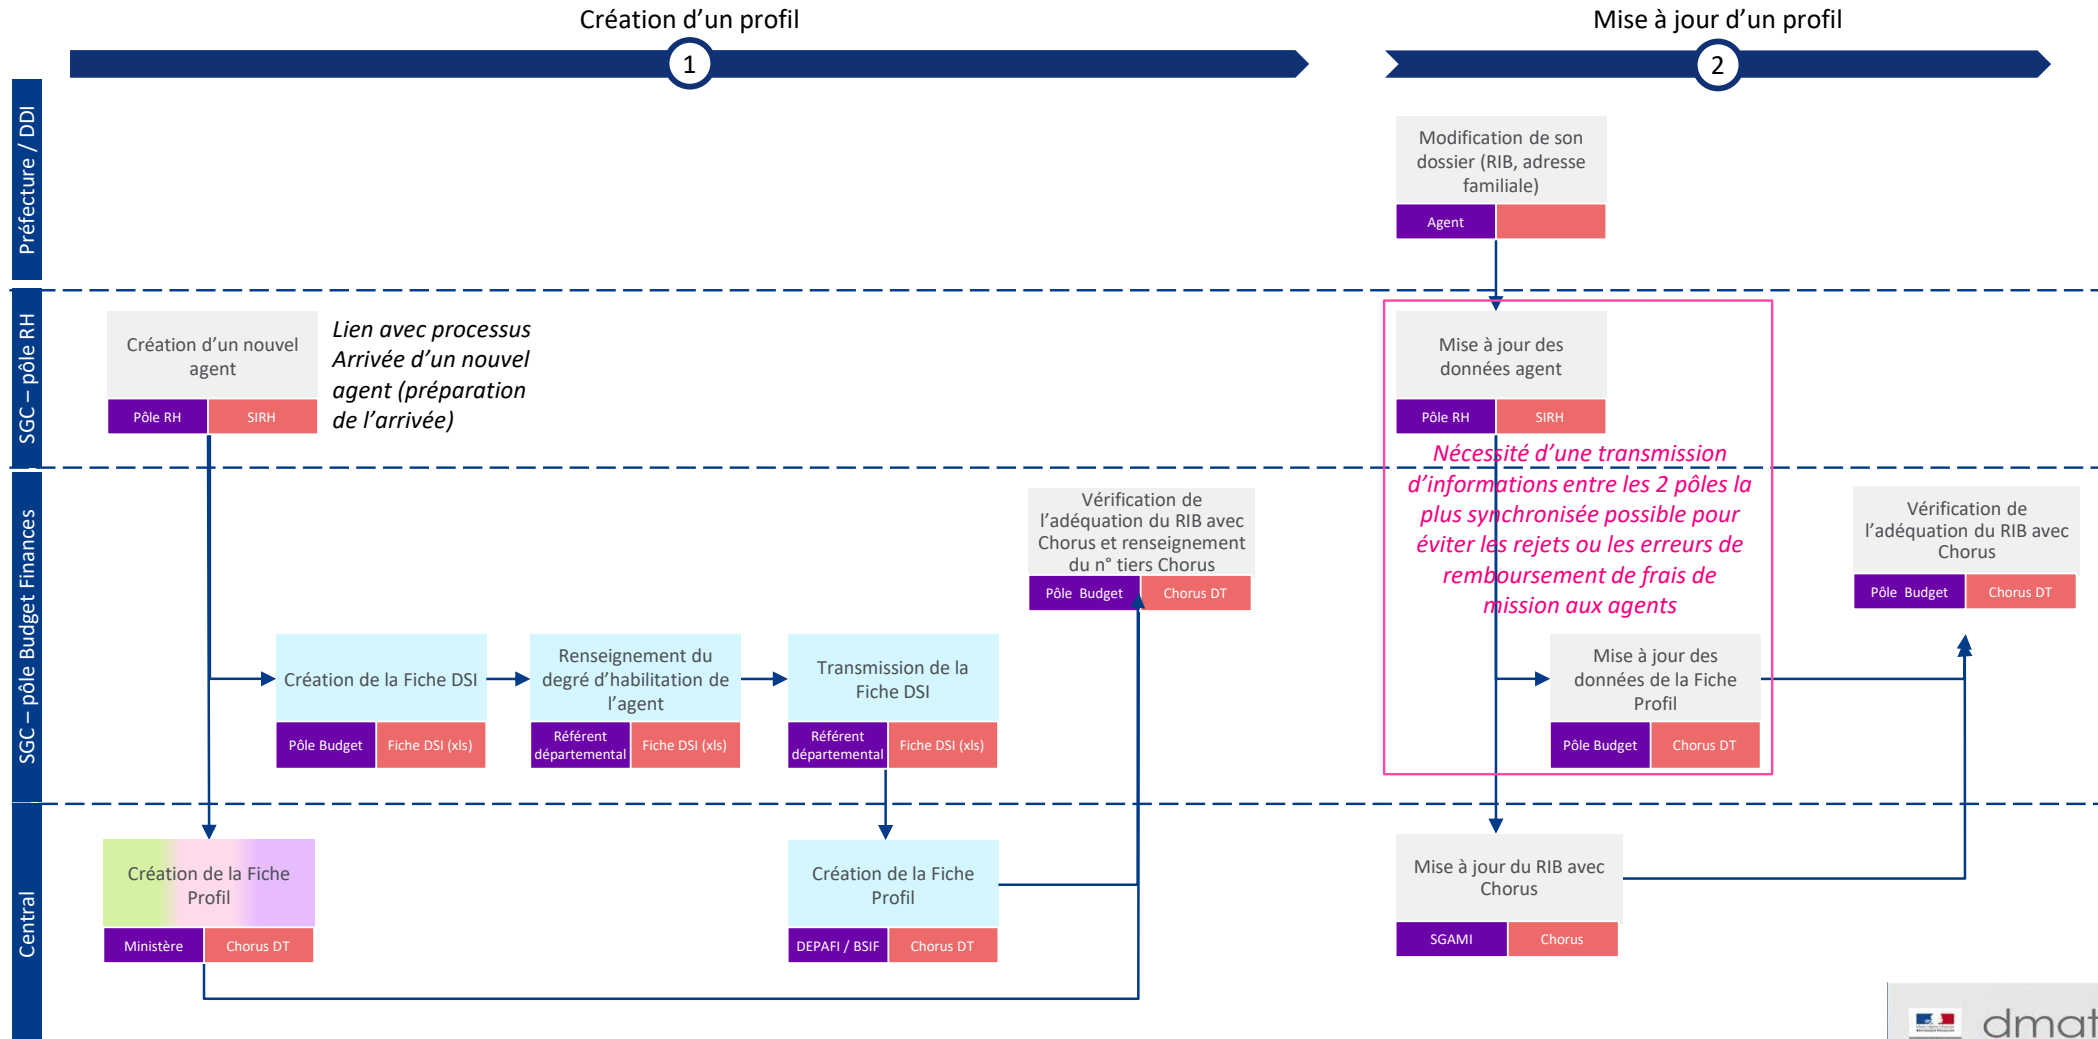 Création d’un profil
Mise à jour d’un profil
1
2
Préfecture / DDI
Modification de son
dossier (RIB, adresse
familiale)
Agent
SGC – pôle RH
Création d’un nouvel
agent
Pôle RH
SIRH
Lien avec processus
Arrivée d’un nouvel
agent (préparation
de l’arrivée)
Mise à jour des
données agent
Pôle RH
SIRH
Nécessité d’une transmission
d’informations entre les 2 pôles la
plus synchronisée possible pour
éviter les rejets ou les erreurs de
remboursement de frais de
mission aux agents
SGC – pôle Budget Finances
Vérification de
l’adéquation du RIB avec
Chorus et renseignement
du n° tiers Chorus
Pôle Budget
Chorus DT
Vérification de
l’adéquation du RIB avec
Chorus
Pôle Budget
Chorus DT
Création de la Fiche DSI
Pôle Budget
Fiche DSI (xls)
Renseignement du
degré d’habilitation de
l’agent
Référent
départemental
Fiche DSI (xls)
Transmission de la
Fiche DSI
Référent
départemental
Fiche DSI (xls)
Mise à jour des
données de la Fiche
Profil
Pôle Budget
Chorus DT
Central
Création de la Fiche
Profil
Ministère
Chorus DT
Création de la Fiche
Profil
DEPAFI / BSIF
Chorus DT
Mise à jour du RIB avec
Chorus
SGAMI
Chorus
dmat